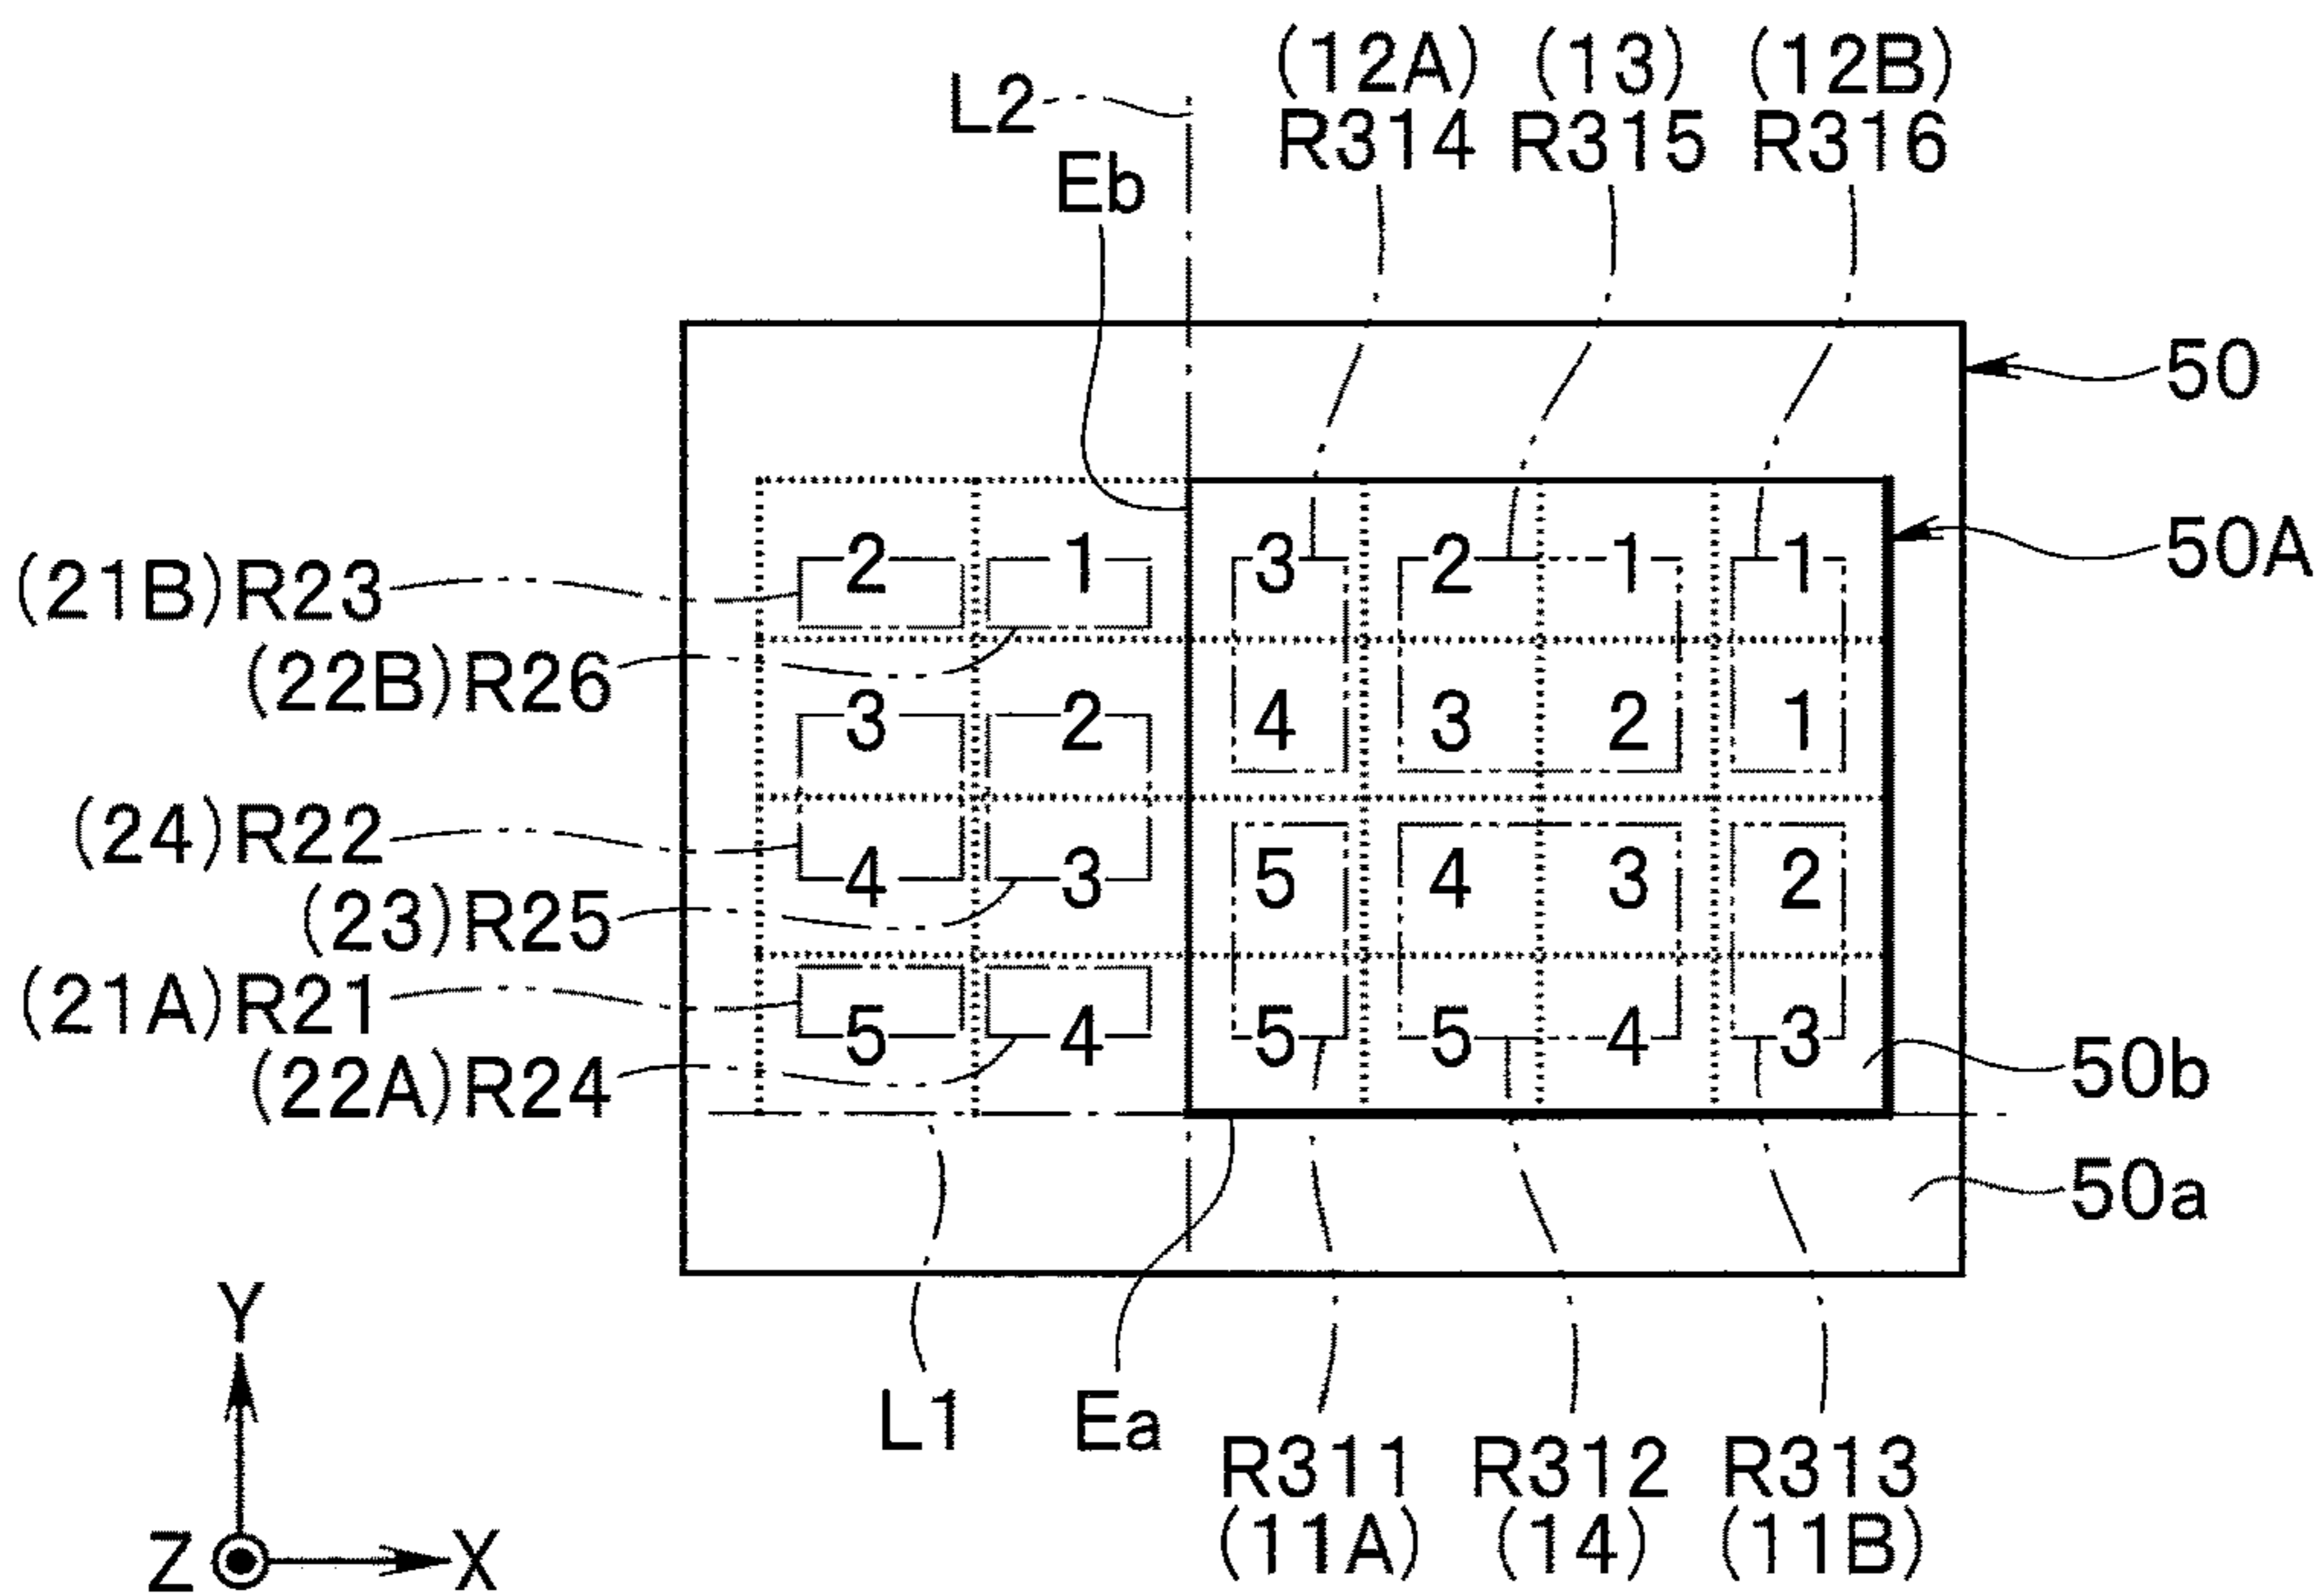 (12A) (13) (12B)
L2 R314 R315 R316
Eb
50
50A
(21B)R23 2 1 3 2 1 1
(22B)R26
3 2 4 3 2 1
(24)R22
4 3 5 4 3 2
(23)R25
(21A)R21
5 4 5 5 4 3
(22A)R24 50b
50a
Y
L1 Ea
R311 R312 R313
(11A) (14) (11B)
Z X